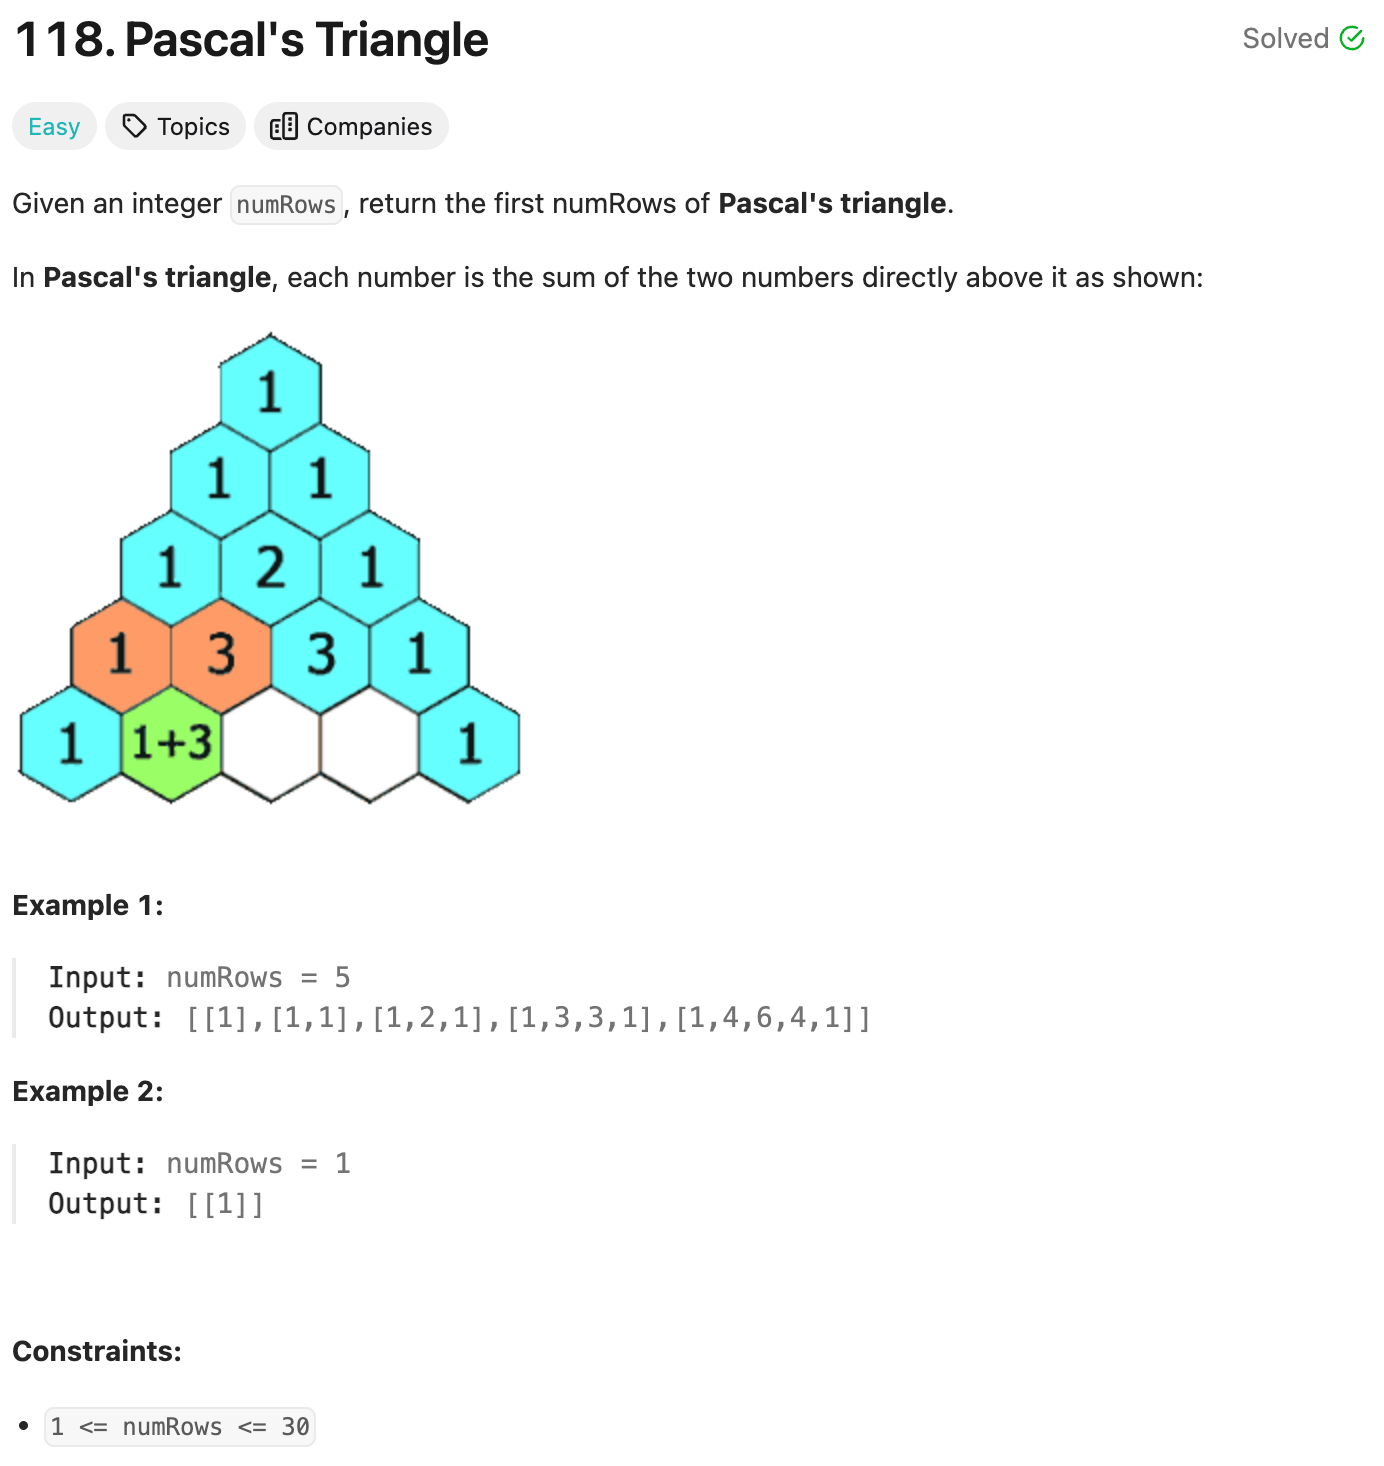 118. Pascal's Triangle
Solved
Easy Topics Companies
Given an integer numRows, return the first numRows of Pascal's triangle.
In Pascal's triangle, each number is the sum of the two numbers directly above it as shown:
1
1 1
1 2 1
1 3 3 1
1 1+3 1
Example 1:
Input: numRows = 5
Output: [[1],[1,1],[1,2,1],[1,3,3,1],[1,4,6,4,1]]
Example 2:
Input: numRows = 1
Output: [[1]]
Constraints:
• 1 <= numRows <= 30